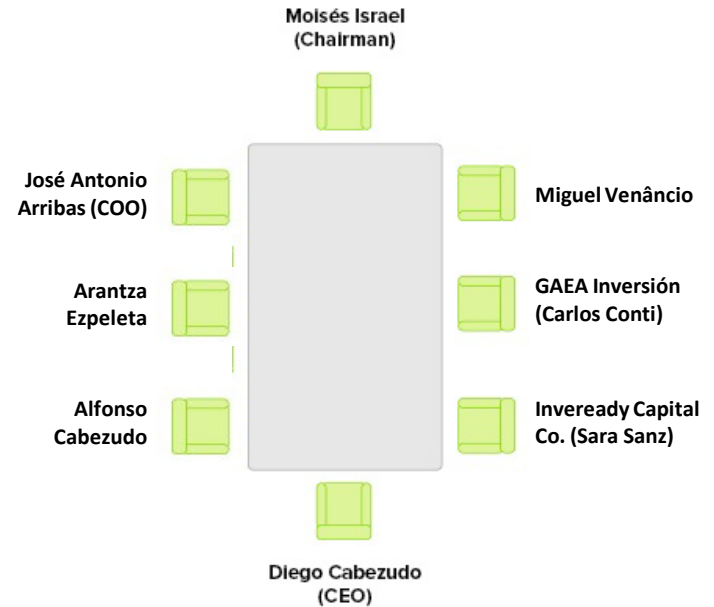 Moisés Israel
(Chairman)
José Antonio
Arribas (COO)
Miguel Venâncio
Arantza
Ezpeleta
GAEA Inversión
(Carlos Conti)
Alfonso
Cabezudo
Inveready Capital
Co. (Sara Sanz)
Diego Cabezudo
(CEO)